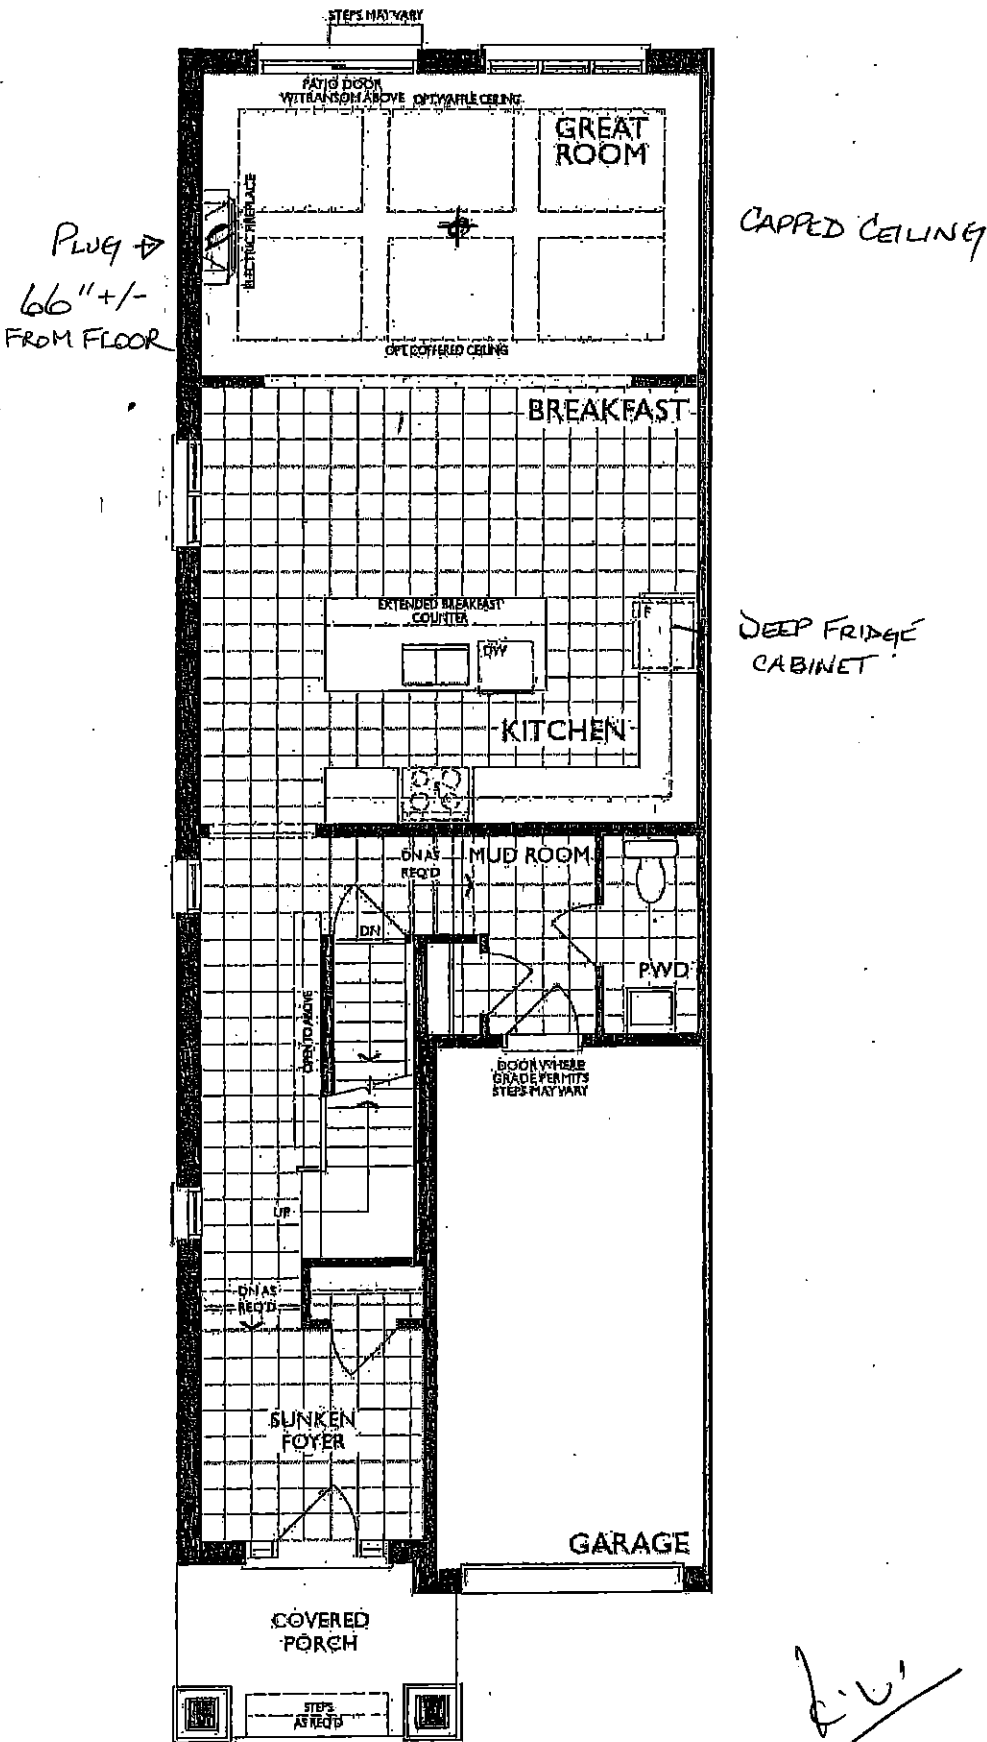 STEPS MAY VARY
PATIO DOOR
W/TRANSOM ABOVE
OPT. WAFFLE CEILING
GREAT
ROOM
ELECTRIC FIREPLACE
PLUG
66" +/-
FROM FLOOR
CAPPED CEILING
OPT. COFFERED CEILING
BREAKFAST
EXTENDED BREAKFAST
COUNTER
F
DW
DEEP FRIDGE
CABINET
KITCHEN
DN AS
REQ'D
MUD ROOM
DN
PWD
OPEN TO ABOVE
DOOR WHERE
GRADE PERMITS
STEPS MAY VARY
UP
DN AS
REQ'D
SUNKEN
FOYER
GARAGE
COVERED
PORCH
STEPS
AS REQ'D